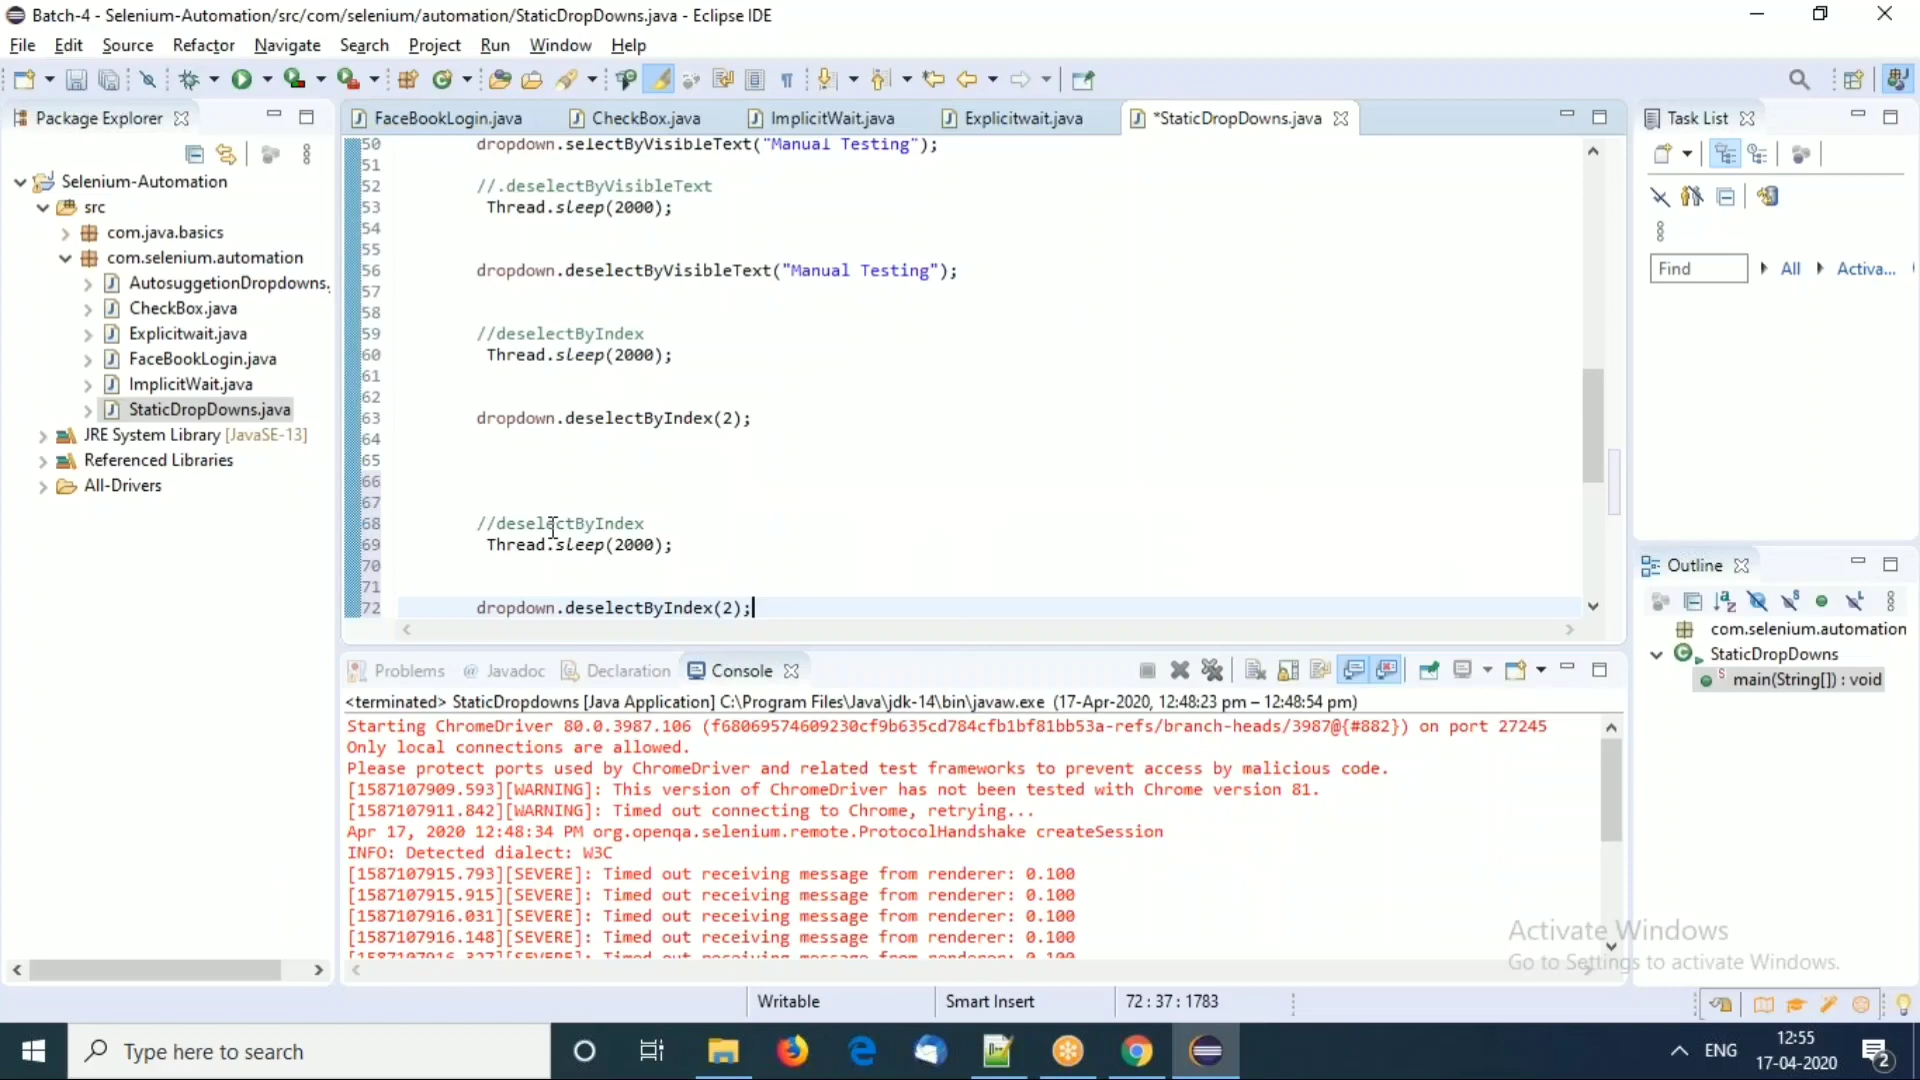 Batch-4 - Selenium-Automation/src/com/selenium/automation/StaticDropDowns.java - Eclipse IDE
File Edit Source Refactor Navigate Search Project Run Window Help
Package Explorer
Selenium-Automation
src
com.java.basics
com.selenium.automation
AutosuggetionDropdowns.
CheckBox.java
Explicitwait.java
FaceBookLogin.java
ImplicitWait.java
StaticDropDowns.java
JRE System Library [JavaSE-13]
Referenced Libraries
All-Drivers
FaceBookLogin.java CheckBox.java ImplicitWait.java Explicitwait.java *StaticDropDowns.java
50 dropdown.selectByVisibleText("Manual Testing");
51
52 //.deselectByVisibleText
53 Thread.sleep(2000);
54
55
56 dropdown.deselectByVisibleText("Manual Testing");
57
58
59 //deselectByIndex
60 Thread.sleep(2000);
61
62
63 dropdown.deselectByIndex(2);
64
65
66
67
68 //deselectByIndex
69 Thread.sleep(2000);
70
71
72 dropdown.deselectByIndex(2);
Task List
Find All Activa...
Outline
com.selenium.automation
StaticDropDowns
main(String[]) : void
Problems Javadoc Declaration Console
<terminated> StaticDropdowns [Java Application] C:\Program Files\Java\jdk-14\bin\javaw.exe (17-Apr-2020, 12:48:23 pm – 12:48:54 pm)
Starting ChromeDriver 80.0.3987.106 (f68069574609230cf9b635cd784cfb1bf81bb53a-refs/branch-heads/3987@{#882}) on port 27245
Only local connections are allowed.
Please protect ports used by ChromeDriver and related test frameworks to prevent access by malicious code.
[1587107909.593][WARNING]: This version of ChromeDriver has not been tested with Chrome version 81.
[1587107911.842][WARNING]: Timed out connecting to Chrome, retrying...
Apr 17, 2020 12:48:34 PM org.openqa.selenium.remote.ProtocolHandshake createSession
INFO: Detected dialect: W3C
[1587107915.793][SEVERE]: Timed out receiving message from renderer: 0.100
[1587107915.915][SEVERE]: Timed out receiving message from renderer: 0.100
[1587107916.031][SEVERE]: Timed out receiving message from renderer: 0.100
[1587107916.148][SEVERE]: Timed out receiving message from renderer: 0.100
[1587107916.327][SEVERE]: Timed out receiving message from renderer: 0.100
Activate Windows
Go to Settings to activate Windows.
Writable Smart Insert 72 : 37 : 1783
Type here to search
ENG
12:55
17-04-2020
2